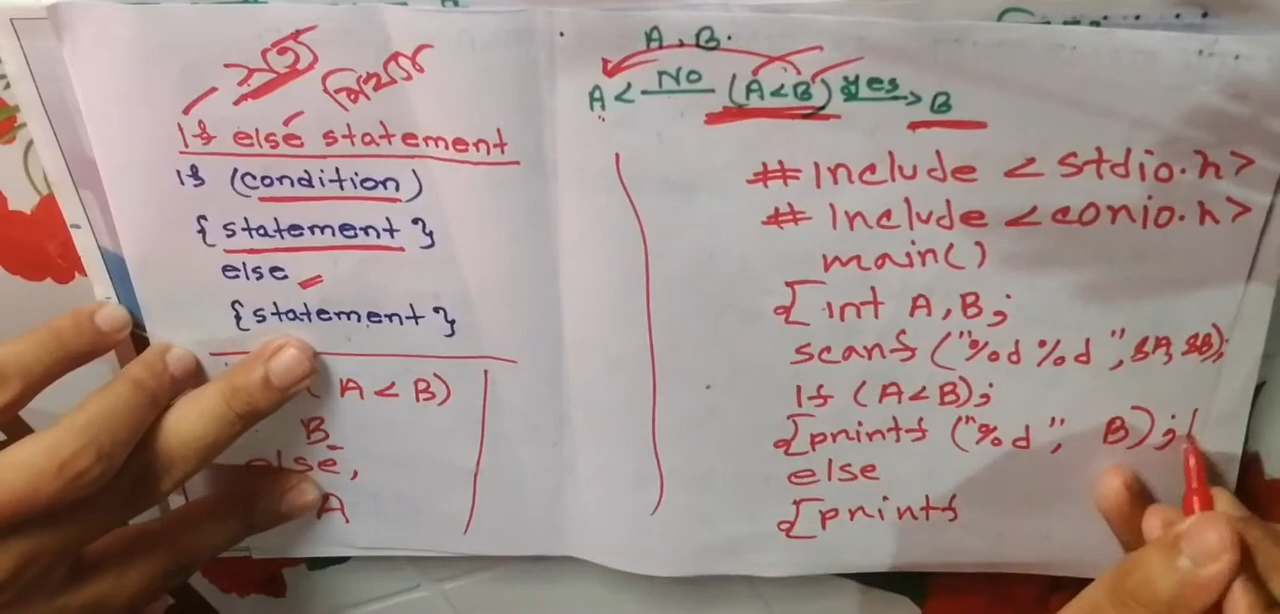 সত্য
মিথ্যা
If else statement
if (condition)
{statement}
else
{statement}
(A<B)
B
else,
A
A, B.
A < No (A<B) Yes > B
# Include < stdio.h>
# Include <conio.h>
main()
{int A,B;
scanf ("%d %d", &A, &B);
If (A<B);
{printf ("%d", B);
else
{printf